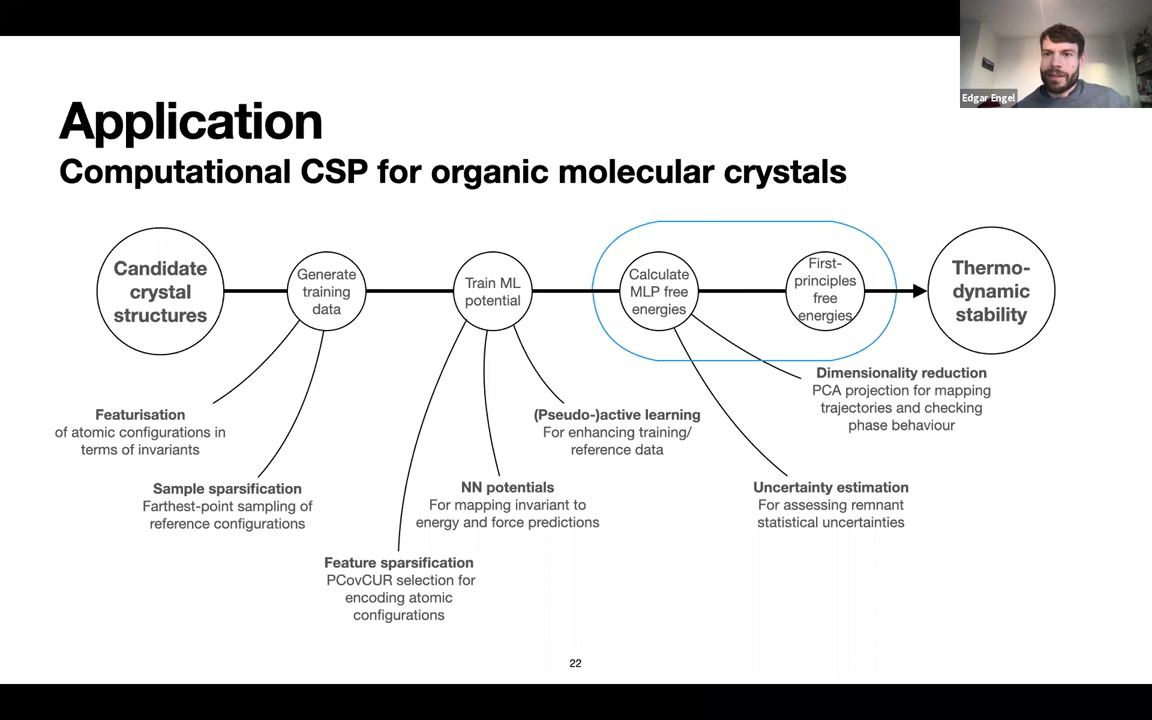 Edgar Engel
Application
Computational CSP for organic molecular crystals
Candidate
crystal
structures
Generate
training
data
Train ML
potential
Calculate
MLP free
energies
First-
principles
free
energies
Thermo-
dynamic
stability
Featurisation
of atomic configurations in
terms of invariants
Sample sparsification
Farthest-point sampling of
reference configurations
Feature sparsification
PCovCUR selection for
encoding atomic
configurations
NN potentials
For mapping invariant to
energy and force predictions
(Pseudo-)active learning
For enhancing training/
reference data
Uncertainty estimation
For assessing remnant
statistical uncertainties
Dimensionality reduction
PCA projection for mapping
trajectories and checking
phase behaviour
22